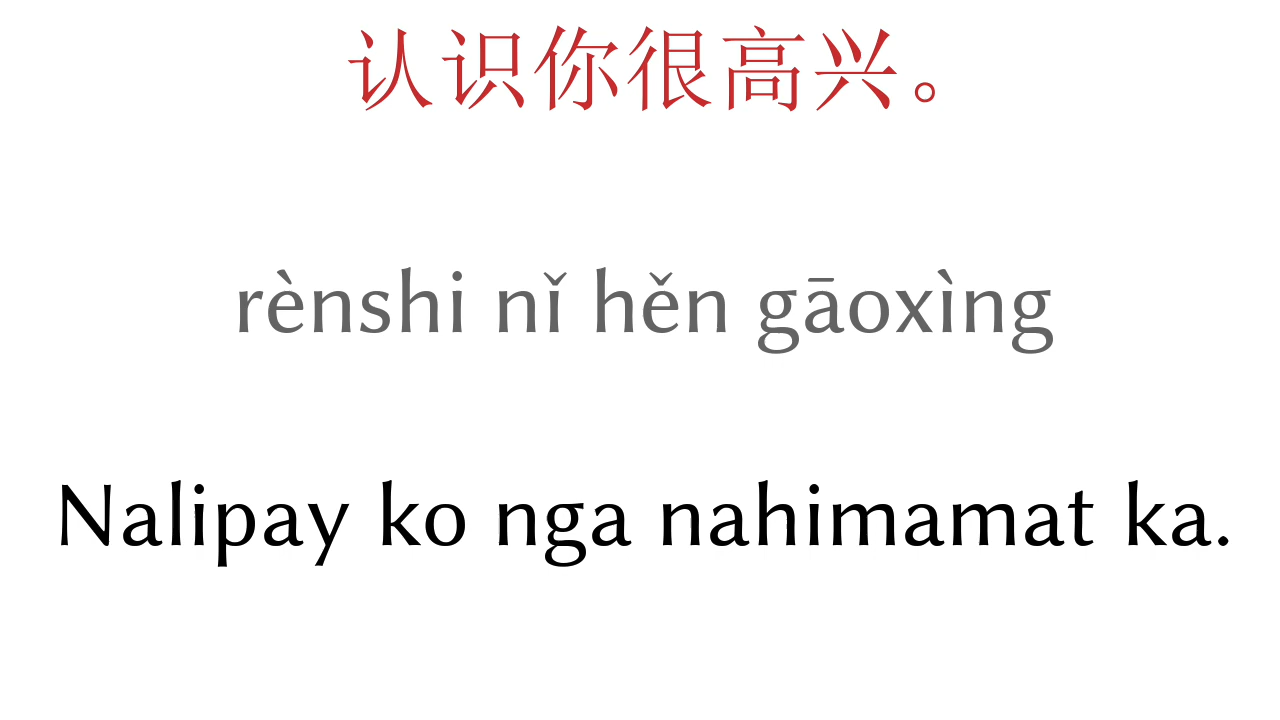 认识你很高兴。
rènshi nǐ hěn gāoxìng
Nalipay ko nga nahimamat ka.